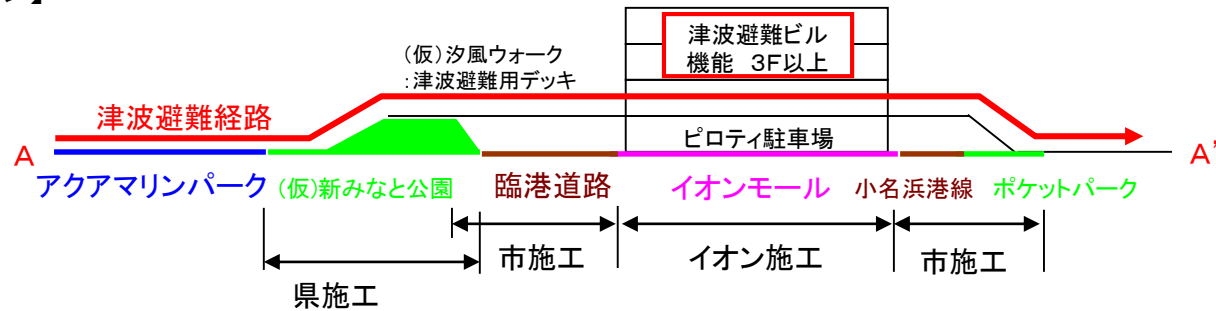 津波避難ビル
機能 3F以上
(仮)汐風ウォーク
:津波避難用デッキ
津波避難経路
ピロティ駐車場
A
A'
アクアマリンパーク
(仮)新みなと公園
臨港道路
イオンモール
小名浜港線
ポケットパーク
市施工
イオン施工
市施工
県施工